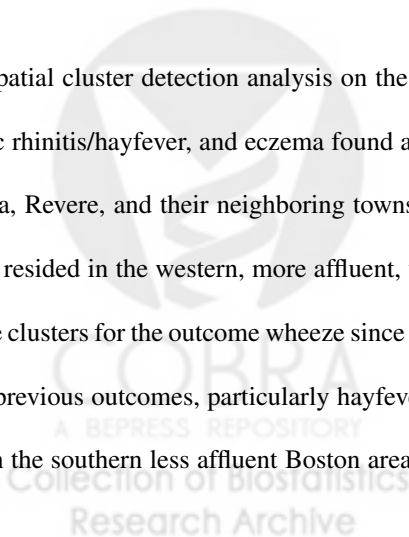 patial cluster detection analysis on the
c rhinitis/hayfever, and eczema found a
a, Revere, and their neighboring towns
resided in the western, more affluent,
e clusters for the outcome wheeze since
COBRA
previous outcomes, particularly hayfeve
A BEPRESS REPOSITORY
n the southern less affluent Boston area
Collection of Biostatistics
Research Archive